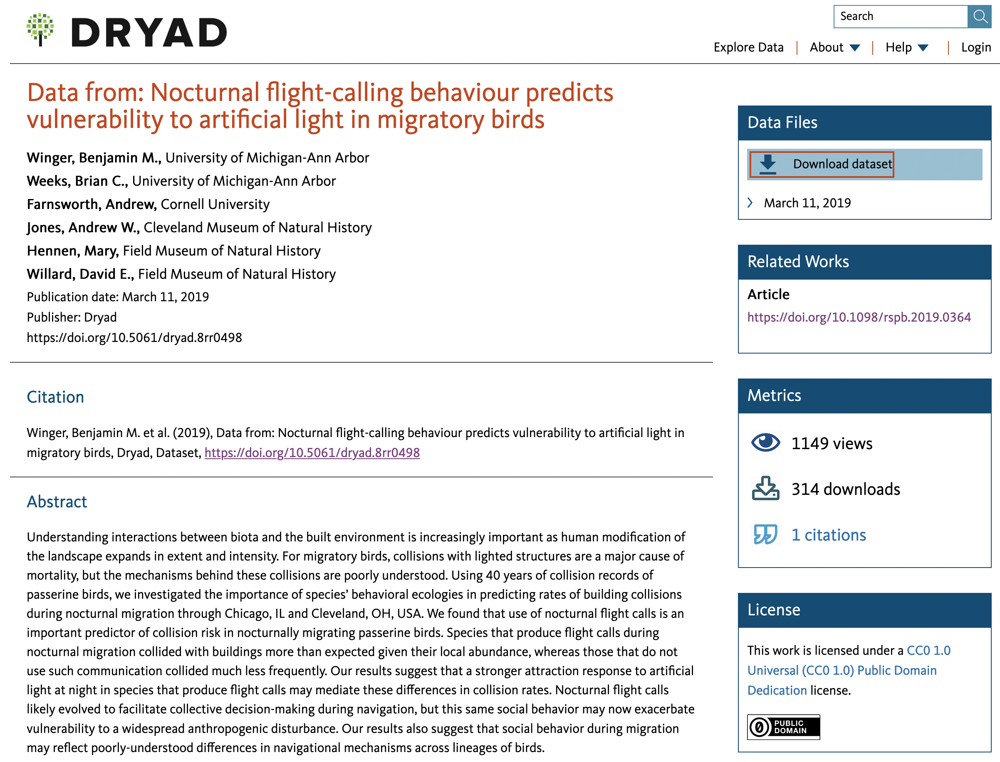 DRYAD
Search
Explore Data | About | Help | Login
Data from: Nocturnal flight-calling behaviour predicts
vulnerability to artificial light in migratory birds
Winger, Benjamin M., University of Michigan-Ann Arbor
Weeks, Brian C., University of Michigan-Ann Arbor
Farnsworth, Andrew, Cornell University
Jones, Andrew W., Cleveland Museum of Natural History
Hennen, Mary, Field Museum of Natural History
Willard, David E., Field Museum of Natural History
Publication date: March 11, 2019
Publisher: Dryad
https://doi.org/10.5061/dryad.8rr0498
Citation
Winger, Benjamin M. et al. (2019), Data from: Nocturnal flight-calling behaviour predicts vulnerability to artificial light in
migratory birds, Dryad, Dataset, https://doi.org/10.5061/dryad.8rr0498
Abstract
Understanding interactions between biota and the built environment is increasingly important as human modification of
the landscape expands in extent and intensity. For migratory birds, collisions with lighted structures are a major cause of
mortality, but the mechanisms behind these collisions are poorly understood. Using 40 years of collision records of
passerine birds, we investigated the importance of species’ behavioral ecologies in predicting rates of building collisions
during nocturnal migration through Chicago, IL and Cleveland, OH, USA. We found that use of nocturnal flight calls is an
important predictor of collision risk in nocturnally migrating passerine birds. Species that produce flight calls during
nocturnal migration collided with buildings more than expected given their local abundance, whereas those that do not
use such communication collided much less frequently. Our results suggest that a stronger attraction response to artificial
light at night in species that produce flight calls may mediate these differences in collision rates. Nocturnal flight calls
likely evolved to facilitate collective decision-making during navigation, but this same social behavior may now exacerbate
vulnerability to a widespread anthropogenic disturbance. Our results also suggest that social behavior during migration
may reflect poorly-understood differences in navigational mechanisms across lineages of birds.
Data Files
Download dataset
March 11, 2019
Related Works
Article
https://doi.org/10.1098/rspb.2019.0364
Metrics
1149 views
314 downloads
1 citations
License
This work is licensed under a CC0 1.0
Universal (CC0 1.0) Public Domain
Dedication license.
0 PUBLIC
DOMAIN